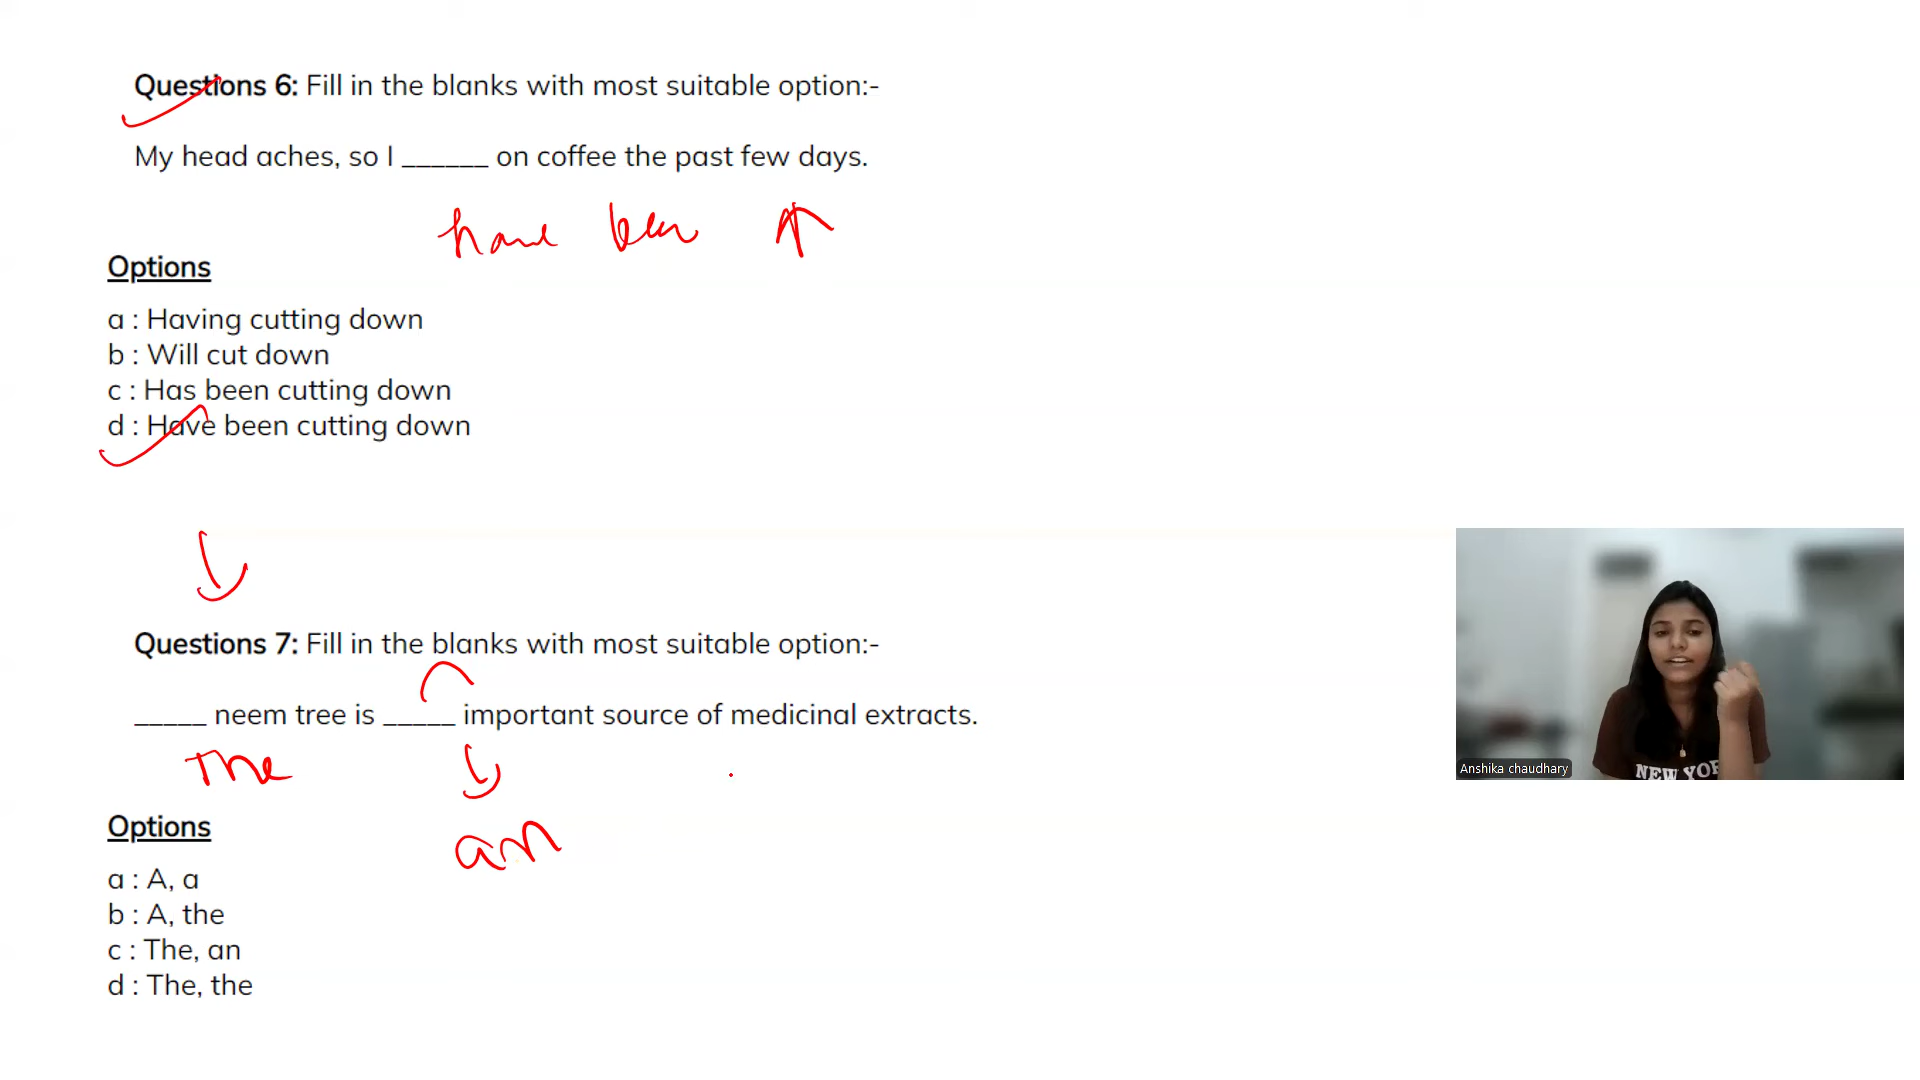 Questions 6: Fill in the blanks with most suitable option:-
My head aches, so I ______ on coffee the past few days.
have been
Options
a : Having cutting down
b : Will cut down
c : Has been cutting down
d : Have been cutting down
Questions 7: Fill in the blanks with most suitable option:-
_____ neem tree is _____ important source of medicinal extracts.
The
an
Options
a : A, a
b : A, the
c : The, an
d : The, the
Anshika chaudhary
NEW YOR